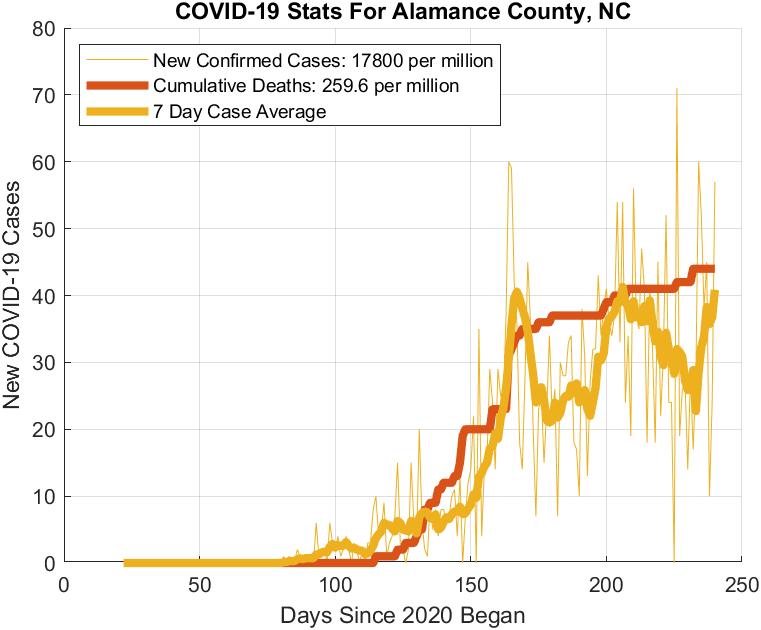 COVID-19 Stats For Alamance County, NC
80
70
60
50
40
30
20
10
0
New COVID-19 Cases
New Confirmed Cases: 17800 per million
Cumulative Deaths: 259.6 per million
7 Day Case Average
0
50
100
150
200
250
Days Since 2020 Began